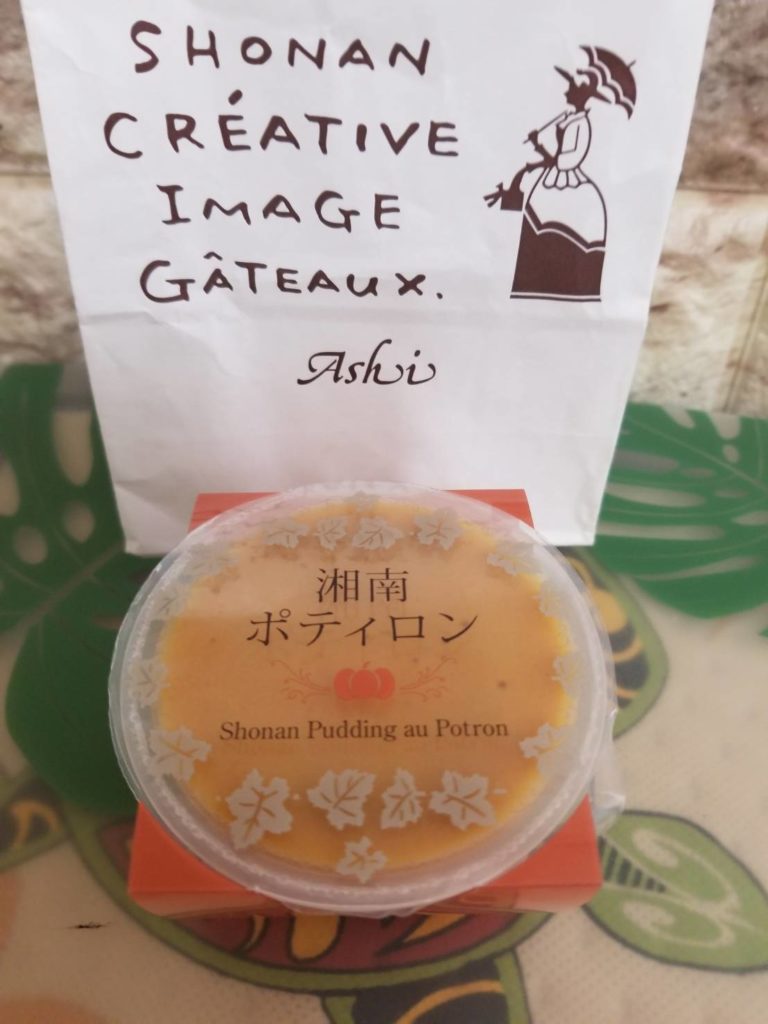 SHONAN
CRÉATIVE
IMAGE
GÂTEAUX.
Ashi
湘南
ポティロン
Shonan Pudding au Potron